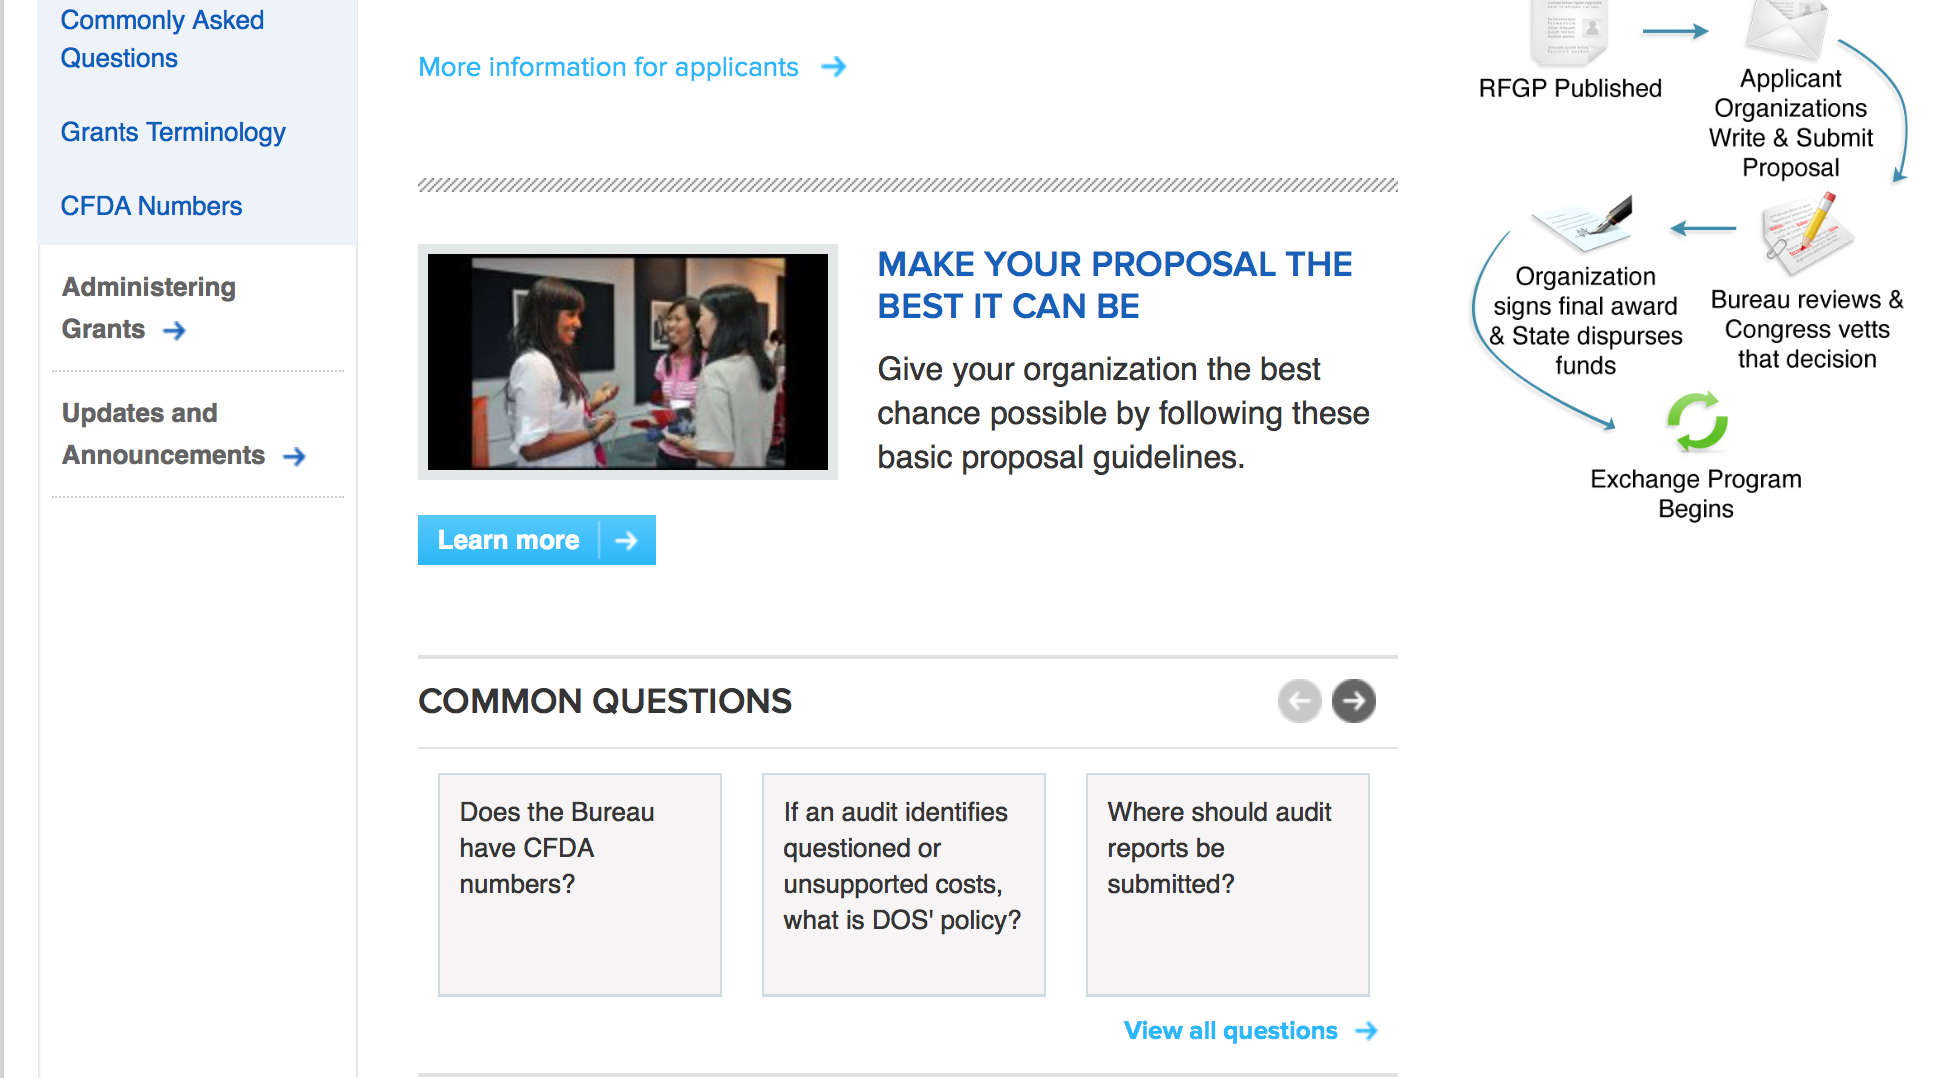 Commonly Asked
Questions
Grants Terminology
CFDA Numbers
Administering
Grants
Updates and
Announcements
More information for applicants
MAKE YOUR PROPOSAL THE
BEST IT CAN BE
Give your organization the best
chance possible by following these
basic proposal guidelines.
Learn more
COMMON QUESTIONS
Does the Bureau
have CFDA
numbers?
If an audit identifies
questioned or
unsupported costs,
what is DOS' policy?
Where should audit
reports be
submitted?
View all questions
RFGP Published
Applicant
Organizations
Write & Submit
Proposal
Bureau reviews &
Congress vetts
that decision
Organization
signs final award
& State dispurses
funds
Exchange Program
Begins